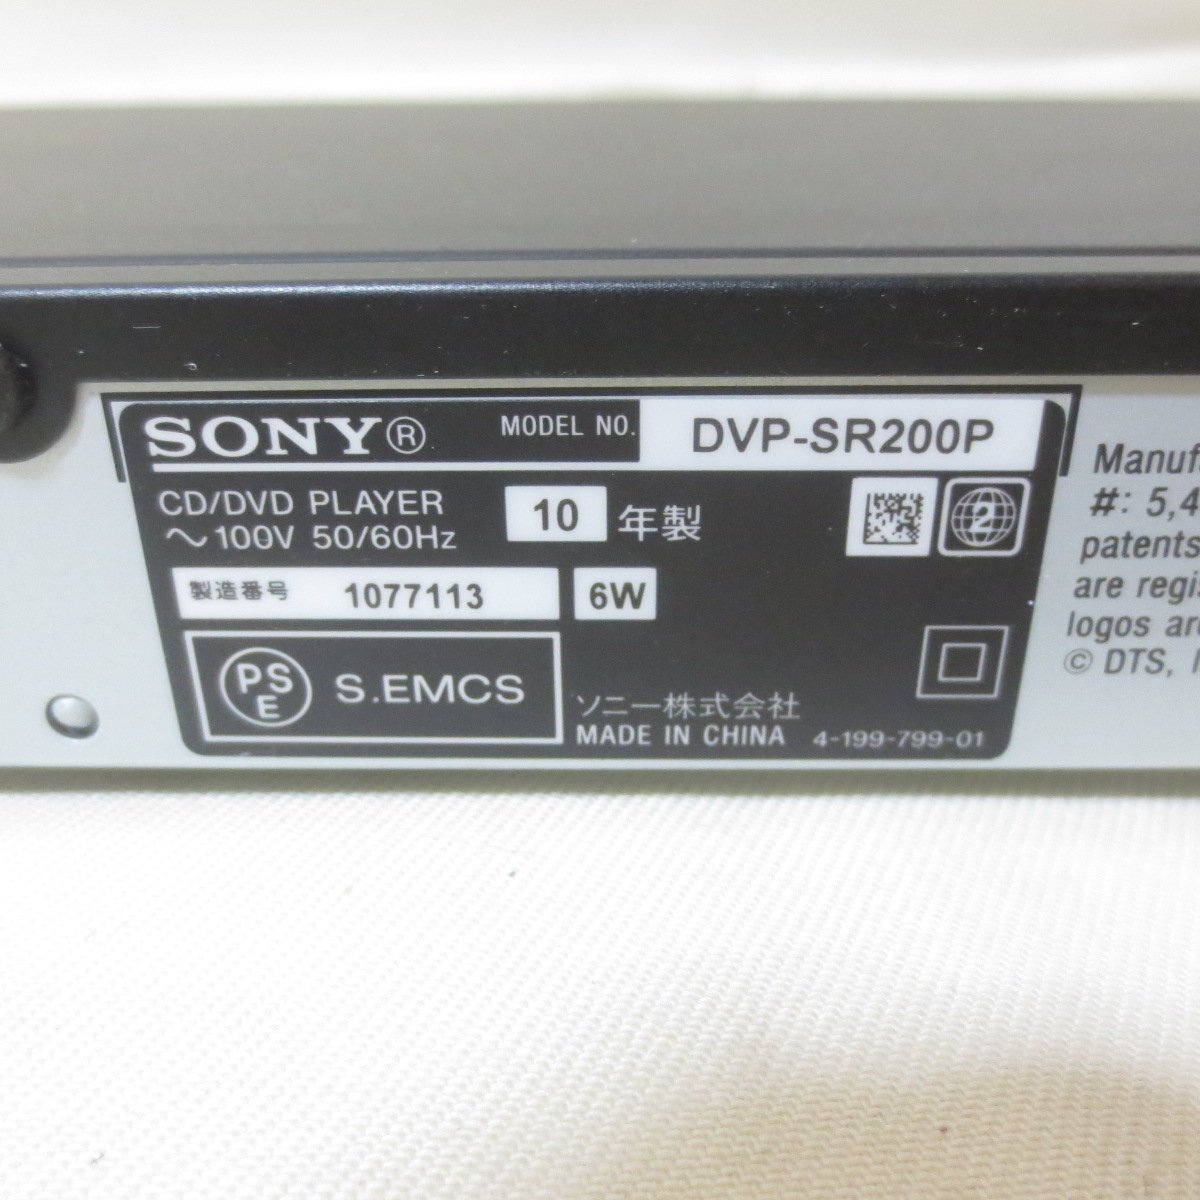 SONY® MODEL NO. DVP-SR200P
CD/DVD PLAYER
～100V 50/60Hz
10 年製
2
製造番号 1077113 6W
PSE S.EMCS
ソニー株式会社
MADE IN CHINA 4-199-799-01
Manuf
#: 5,4
patents
are regis
logos are
© DTS, I